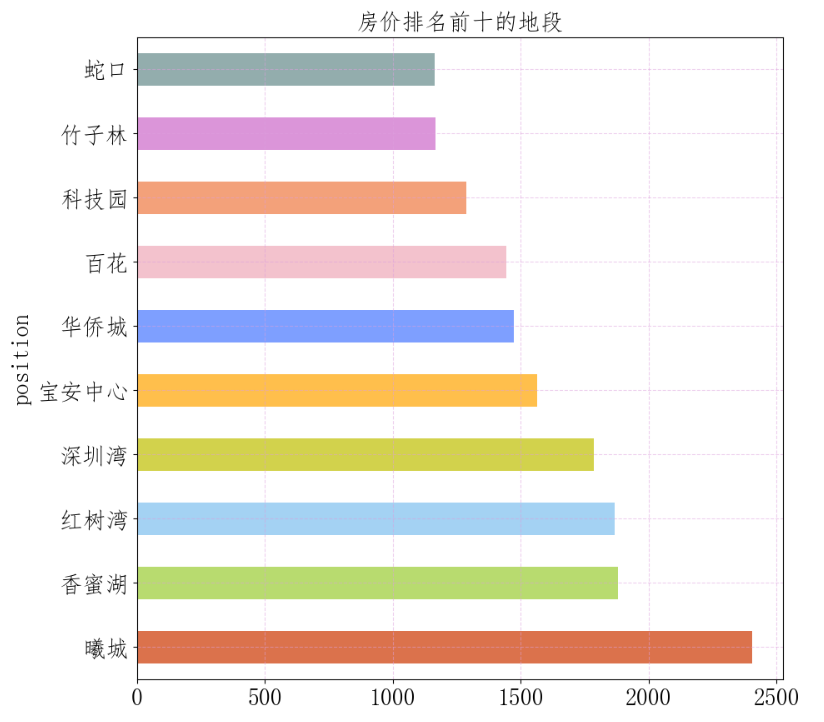 房价排名前十的地段
蛇口
竹子林
科技园
百花
华侨城
position
宝安中心
深圳湾
红树湾
香蜜湖
曦城
0 500 1000 1500 2000 2500